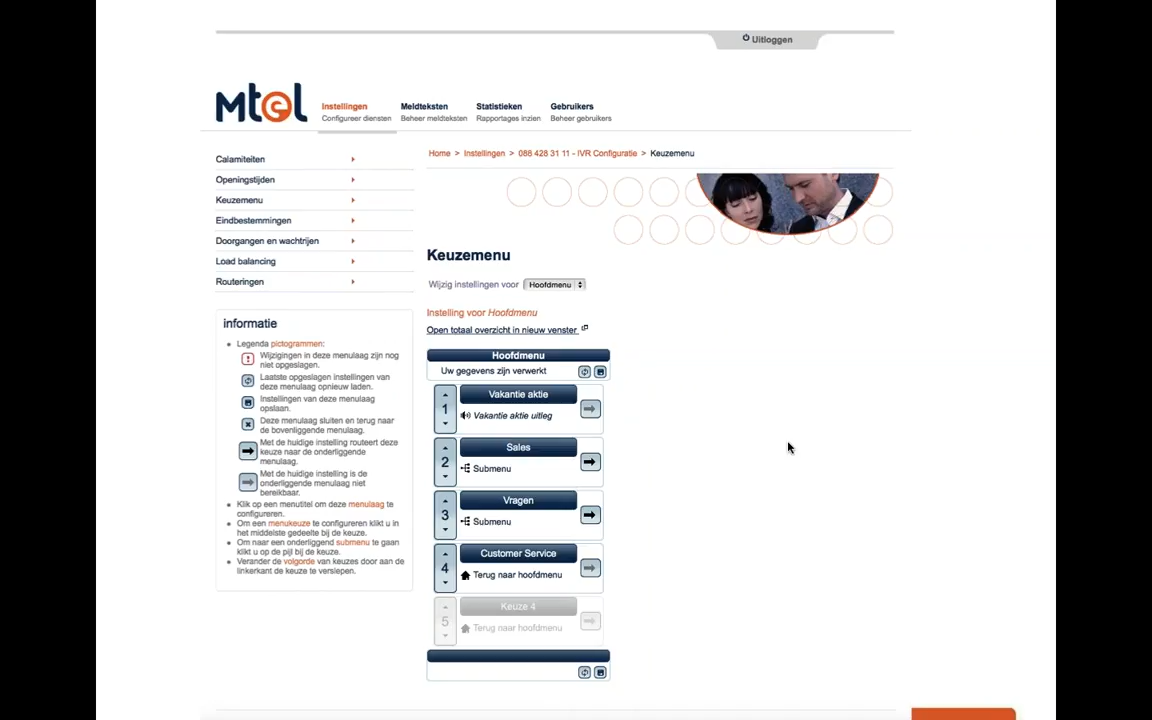 Uitloggen
Mtel
Instellingen
Configureer diensten
Meldteksten
Beheer meldteksten
Statistieken
Rapportages inzien
Gebruikers
Beheer gebruikers
Home > Instellingen > 088 428 31 11 - IVR Configuratie > Keuzemenu
Calamiteiten
Openingstijden
Keuzemenu
Eindbestemmingen
Doorgangen en wachtrijen
Load balancing
Routeringen
informatie
Legenda pictogrammen:
Wijzigingen in deze menulaag zijn nog
niet opgeslagen.
Laatste opgeslagen instellingen van
deze menulaag opnieuw laden.
Instellingen van deze menulaag
opslaan.
Deze menulaag sluiten en terug naar
de bovenliggende menulaag.
Met de huidige instelling routeert deze
keuze naar de onderliggende
menulaag.
Met de huidige instelling is de
onderliggende menulaag niet
bereikbaar.
Klik op een menutitel om deze menulaag te
configureren.
Om een menukeuze te configureren klikt u in
het middelste gedeelte bij de keuze.
Om naar een onderliggend submenu te gaan
klikt u op de pijl bij de keuze.
Verander de volgorde van keuzes door aan de
linkerkant de keuze te verslepen.
Keuzemenu
Wijzig instellingen voor Hoofdmenu
Instelling voor Hoofdmenu
Open totaal overzicht in nieuw venster
Hoofdmenu
Uw gegevens zijn verwerkt
1
Vakantie aktie
Vakantie aktie uitleg
2
Sales
Submenu
3
Vragen
Submenu
4
Customer Service
Terug naar hoofdmenu
5
Keuze 4
Terug naar hoofdmenu